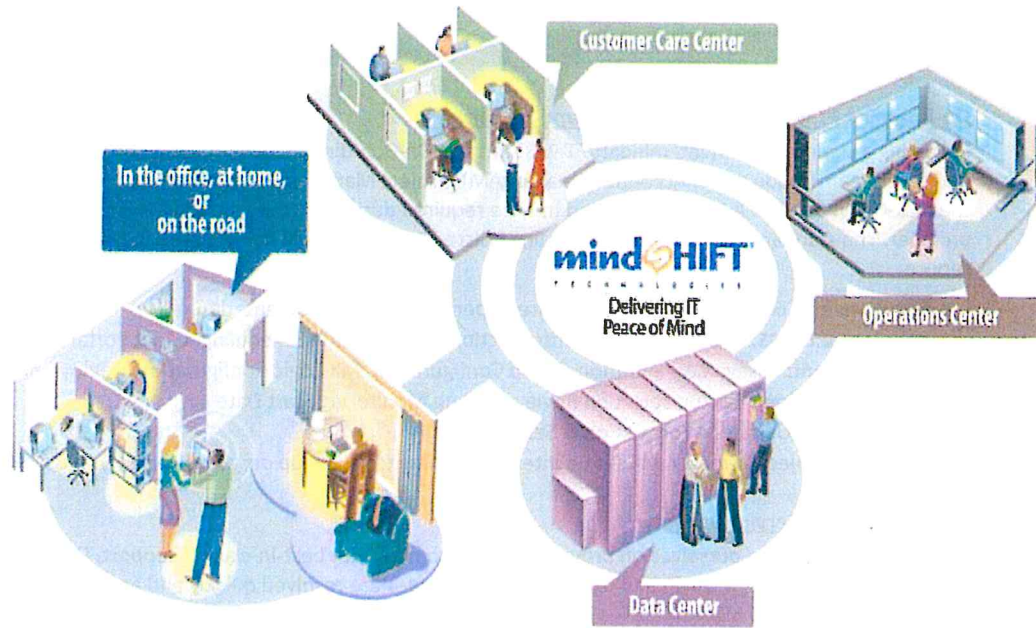 Customer Care Center
In the office, at home,
or
on the road
mindSHIFT
TECHNOLOGIES
Delivering IT
Peace of Mind
Operations Center
Data Center